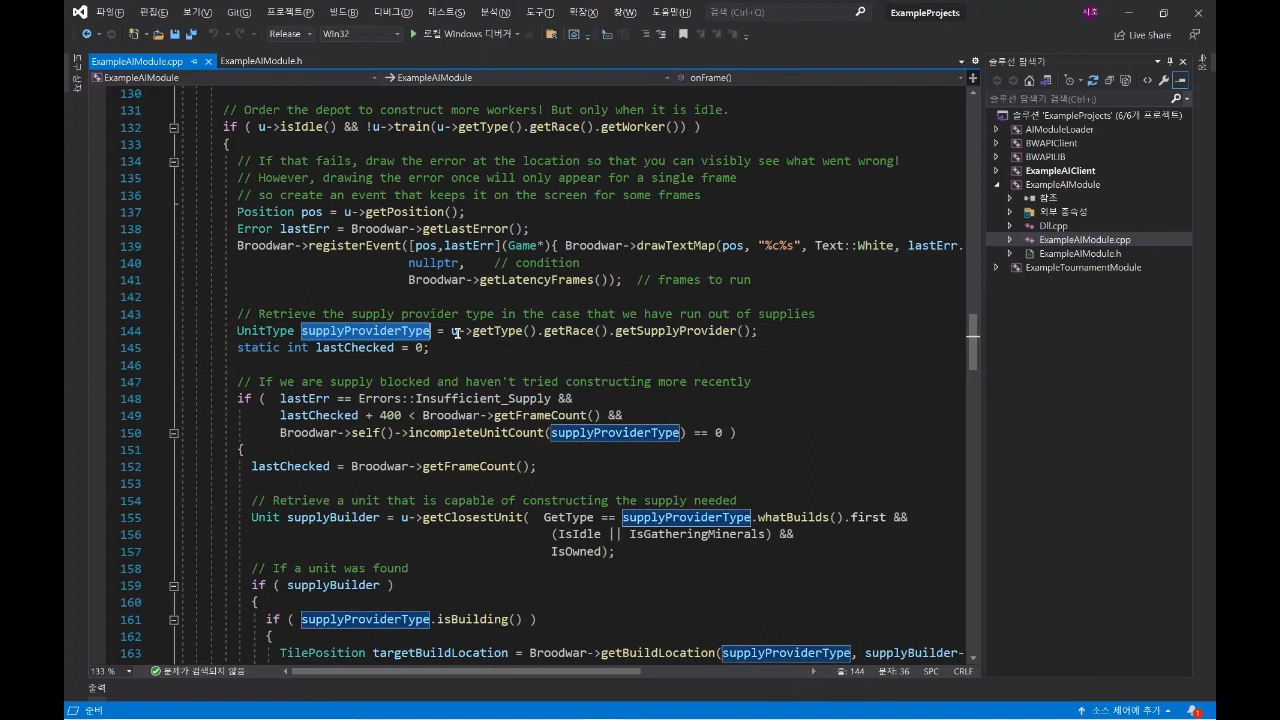 파일(F) 편집(E) 보기(V) Git(G) 프로젝트(P) 빌드(B) 디버그(D) 테스트(S) 분석(N) 도구(T) 확장(X) 창(W) 도움말(H) 검색 (Ctrl+Q) ExampleProjects 시조
Release Win32 로컬 Windows 디버거 Live Share
ExampleAIModule.cpp ExampleAIModule.h
ExampleAIModule ExampleAIModule onFrame()
130
131 // Order the depot to construct more workers! But only when it is idle.
132 if ( u->isIdle() && !u->train(u->getType().getRace().getWorker()) )
133 {
134 // If that fails, draw the error at the location so that you can visibly see what went wrong!
135 // However, drawing the error once will only appear for a single frame
136 // so create an event that keeps it on the screen for some frames
137 Position pos = u->getPosition();
138 Error lastErr = Broodwar->getLastError();
139 Broodwar->registerEvent([pos,lastErr](Game*){ Broodwar->drawTextMap(pos, "%c%s", Text::White, lastErr.
140 nullptr, // condition
141 Broodwar->getLatencyFrames()); // frames to run
142
143 // Retrieve the supply provider type in the case that we have run out of supplies
144 UnitType supplyProviderType = u->getType().getRace().getSupplyProvider();
145 static int lastChecked = 0;
146
147 // If we are supply blocked and haven't tried constructing more recently
148 if ( lastErr == Errors::Insufficient_Supply &&
149 lastChecked + 400 < Broodwar->getFrameCount() &&
150 Broodwar->self()->incompleteUnitCount(supplyProviderType) == 0 )
151 {
152 lastChecked = Broodwar->getFrameCount();
153
154 // Retrieve a unit that is capable of constructing the supply needed
155 Unit supplyBuilder = u->getClosestUnit( GetType == supplyProviderType.whatBuilds().first &&
156 (IsIdle || IsGatheringMinerals) &&
157 IsOwned);
158 // If a unit was found
159 if ( supplyBuilder )
160 {
161 if ( supplyProviderType.isBuilding() )
162 {
163 TilePosition targetBuildLocation = Broodwar->getBuildLocation(supplyProviderType, supplyBuilder-
133 % 문제가 검색되지 않음 줄: 144 문자: 36 SPC CRLF
출력
준비 소스 제어에 추가 1
솔루션 탐색기
솔루션 탐색기 검색(Ctrl+;)
솔루션 'ExampleProjects' (6/6개 프로젝트)
AIModuleLoader
BWAPIClient
BWAPILIB
ExampleAIClient
ExampleAIModule
참조
외부 종속성
Dll.cpp
ExampleAIModule.cpp
ExampleAIModule.h
ExampleTournamentModule